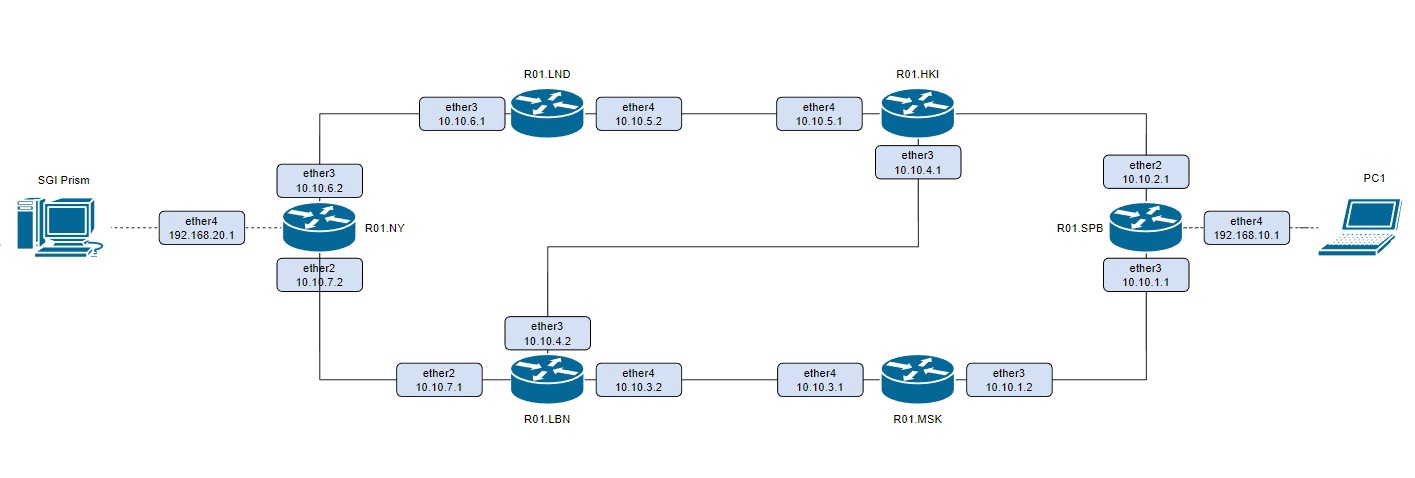 R01.LND
R01.HKI
ether3
10.10.6.1
ether4
10.10.5.2
ether4
10.10.5.1
ether3
10.10.4.1
ether2
10.10.2.1
ether3
10.10.6.2
SGI Prism
PC1
ether4
192.168.20.1
R01.NY
R01.SPB
ether4
192.168.10.1
ether2
10.10.7.2
ether3
10.10.1.1
ether3
10.10.4.2
ether2
10.10.7.1
ether4
10.10.3.2
ether4
10.10.3.1
ether3
10.10.1.2
R01.LBN
R01.MSK